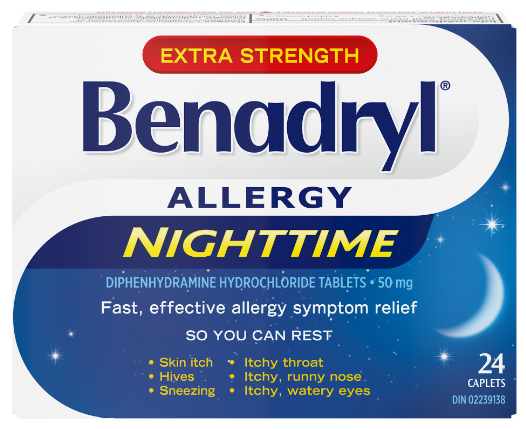 EXTRA STRENGTH
Benadryl®
ALLERGY
NIGHTTIME
DIPHENHYDRAMINE HYDROCHLORIDE TABLETS • 50 mg
Fast, effective allergy symptom relief
SO YOU CAN REST
• Skin itch • Itchy throat
• Hives • Itchy, runny nose
• Sneezing • Itchy, watery eyes
24
CAPLETS
DIN 02239138